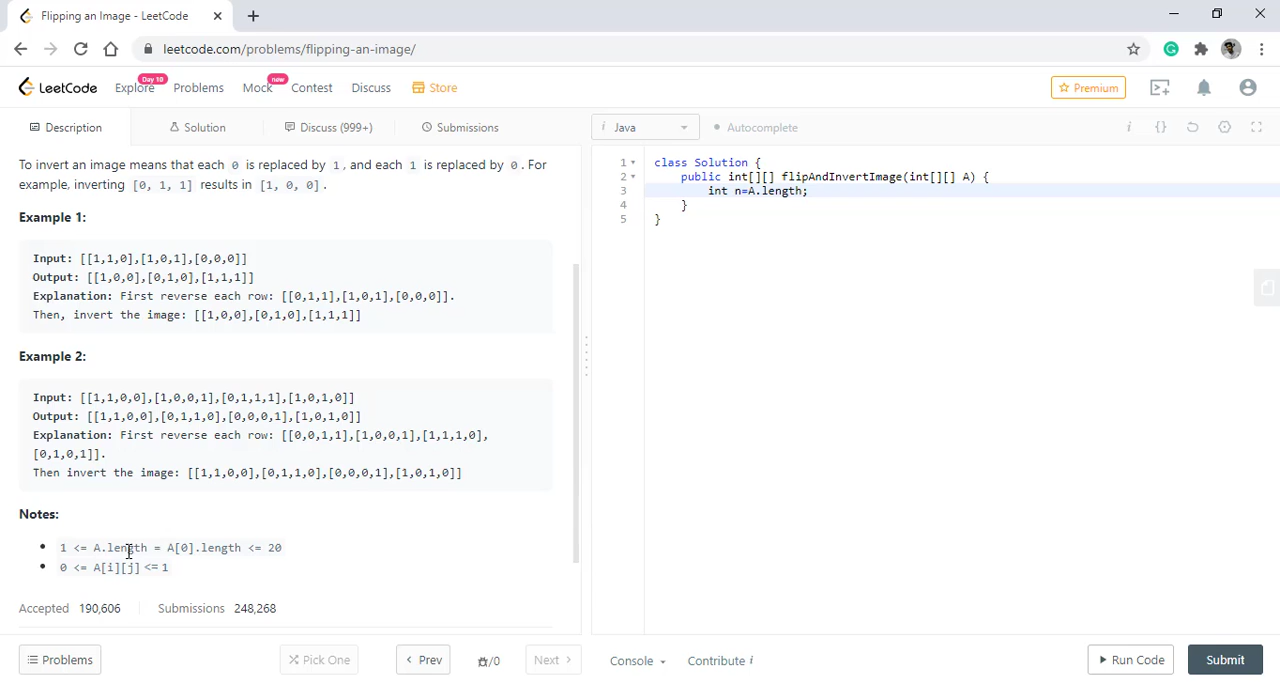 Flipping an Image - LeetCode
leetcode.com/problems/flipping-an-image/
LeetCode
Explore
Day 10
Problems
Mock
new
Contest
Discuss
Store
Premium
Description
Solution
Discuss (999+)
Submissions
i Java
Autocomplete
i {}
To invert an image means that each 0 is replaced by 1, and each 1 is replaced by 0. For
example, inverting [0, 1, 1] results in [1, 0, 0].
Example 1:
Input: [[1,1,0],[1,0,1],[0,0,0]]
Output: [[1,0,0],[0,1,0],[1,1,1]]
Explanation: First reverse each row: [[0,1,1],[1,0,1],[0,0,0]].
Then, invert the image: [[1,0,0],[0,1,0],[1,1,1]]
Example 2:
Input: [[1,1,0,0],[1,0,0,1],[0,1,1,1],[1,0,1,0]]
Output: [[1,1,0,0],[0,1,1,0],[0,0,0,1],[1,0,1,0]]
Explanation: First reverse each row: [[0,0,1,1],[1,0,0,1],[1,1,1,0],
[0,1,0,1]].
Then invert the image: [[1,1,0,0],[0,1,1,0],[0,0,0,1],[1,0,1,0]]
Notes:
1 <= A.length = A[0].length <= 20
0 <= A[i][j] <= 1
Accepted 190,606
Submissions 248,268
1 class Solution {
2 public int[][] flipAndInvertImage(int[][] A) {
3 int n=A.length;
4 }
5 }
Problems
Pick One
Prev
/0
Next
Console
Contribute i
Run Code
Submit